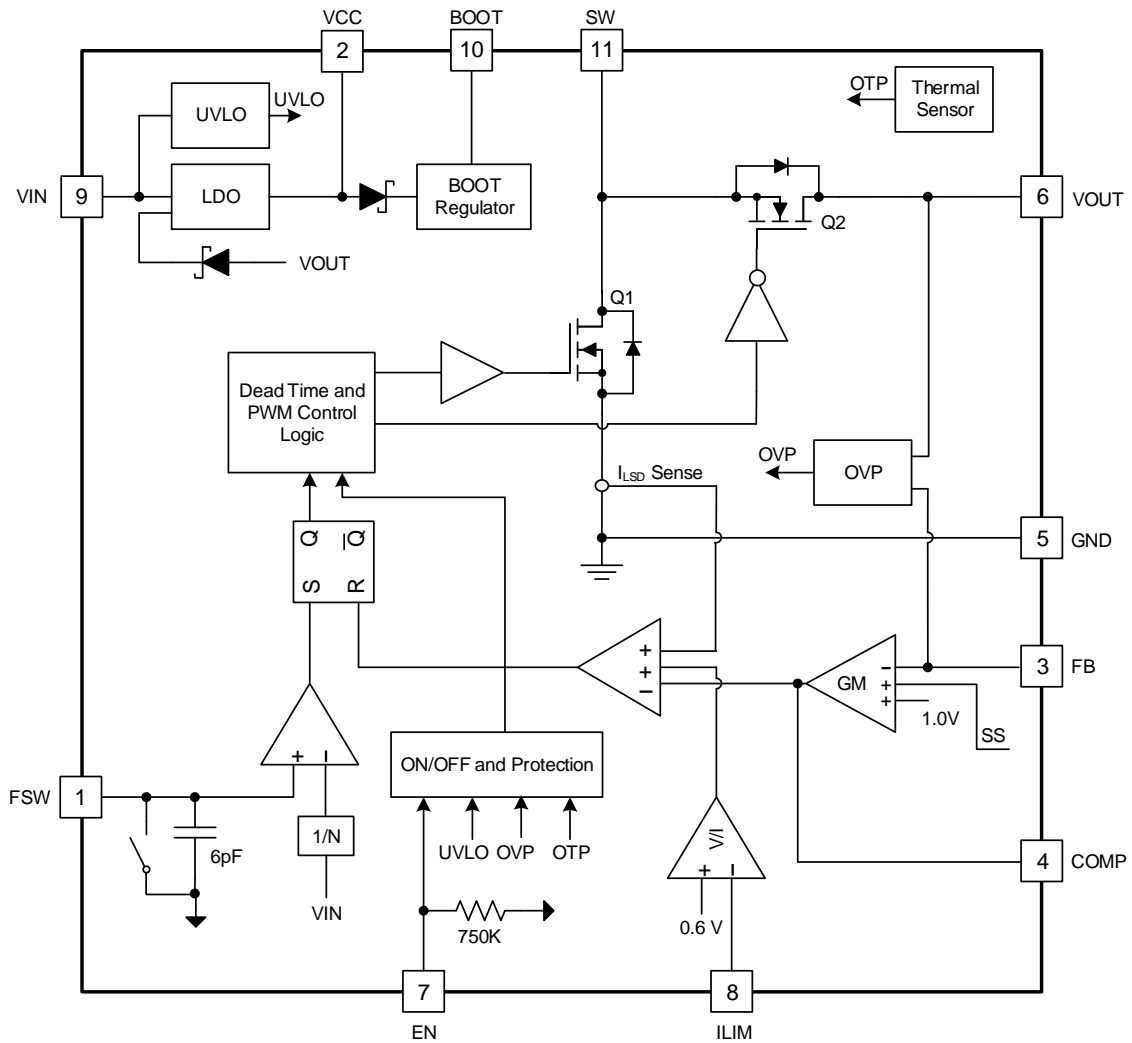 VCC
BOOT
SW
2
10
11
UVLO
UVLO
OTP
Thermal
Sensor
VIN
9
LDO
BOOT
Regulator
6
VOUT
Q2
VOUT
Q1
Dead Time and
PWM Control
Logic
OVP
OVP
ILSD Sense
Q
Q
S
R
5
GND
+
+
−
GM
−
+
+
1.0V
SS
3
FB
+
−
ON/OFF and Protection
FSW
1
6pF
1/N
VIN
UVLO
OVP
OTP
V/I
+
−
0.6 V
4
COMP
750K
7
EN
8
ILIM